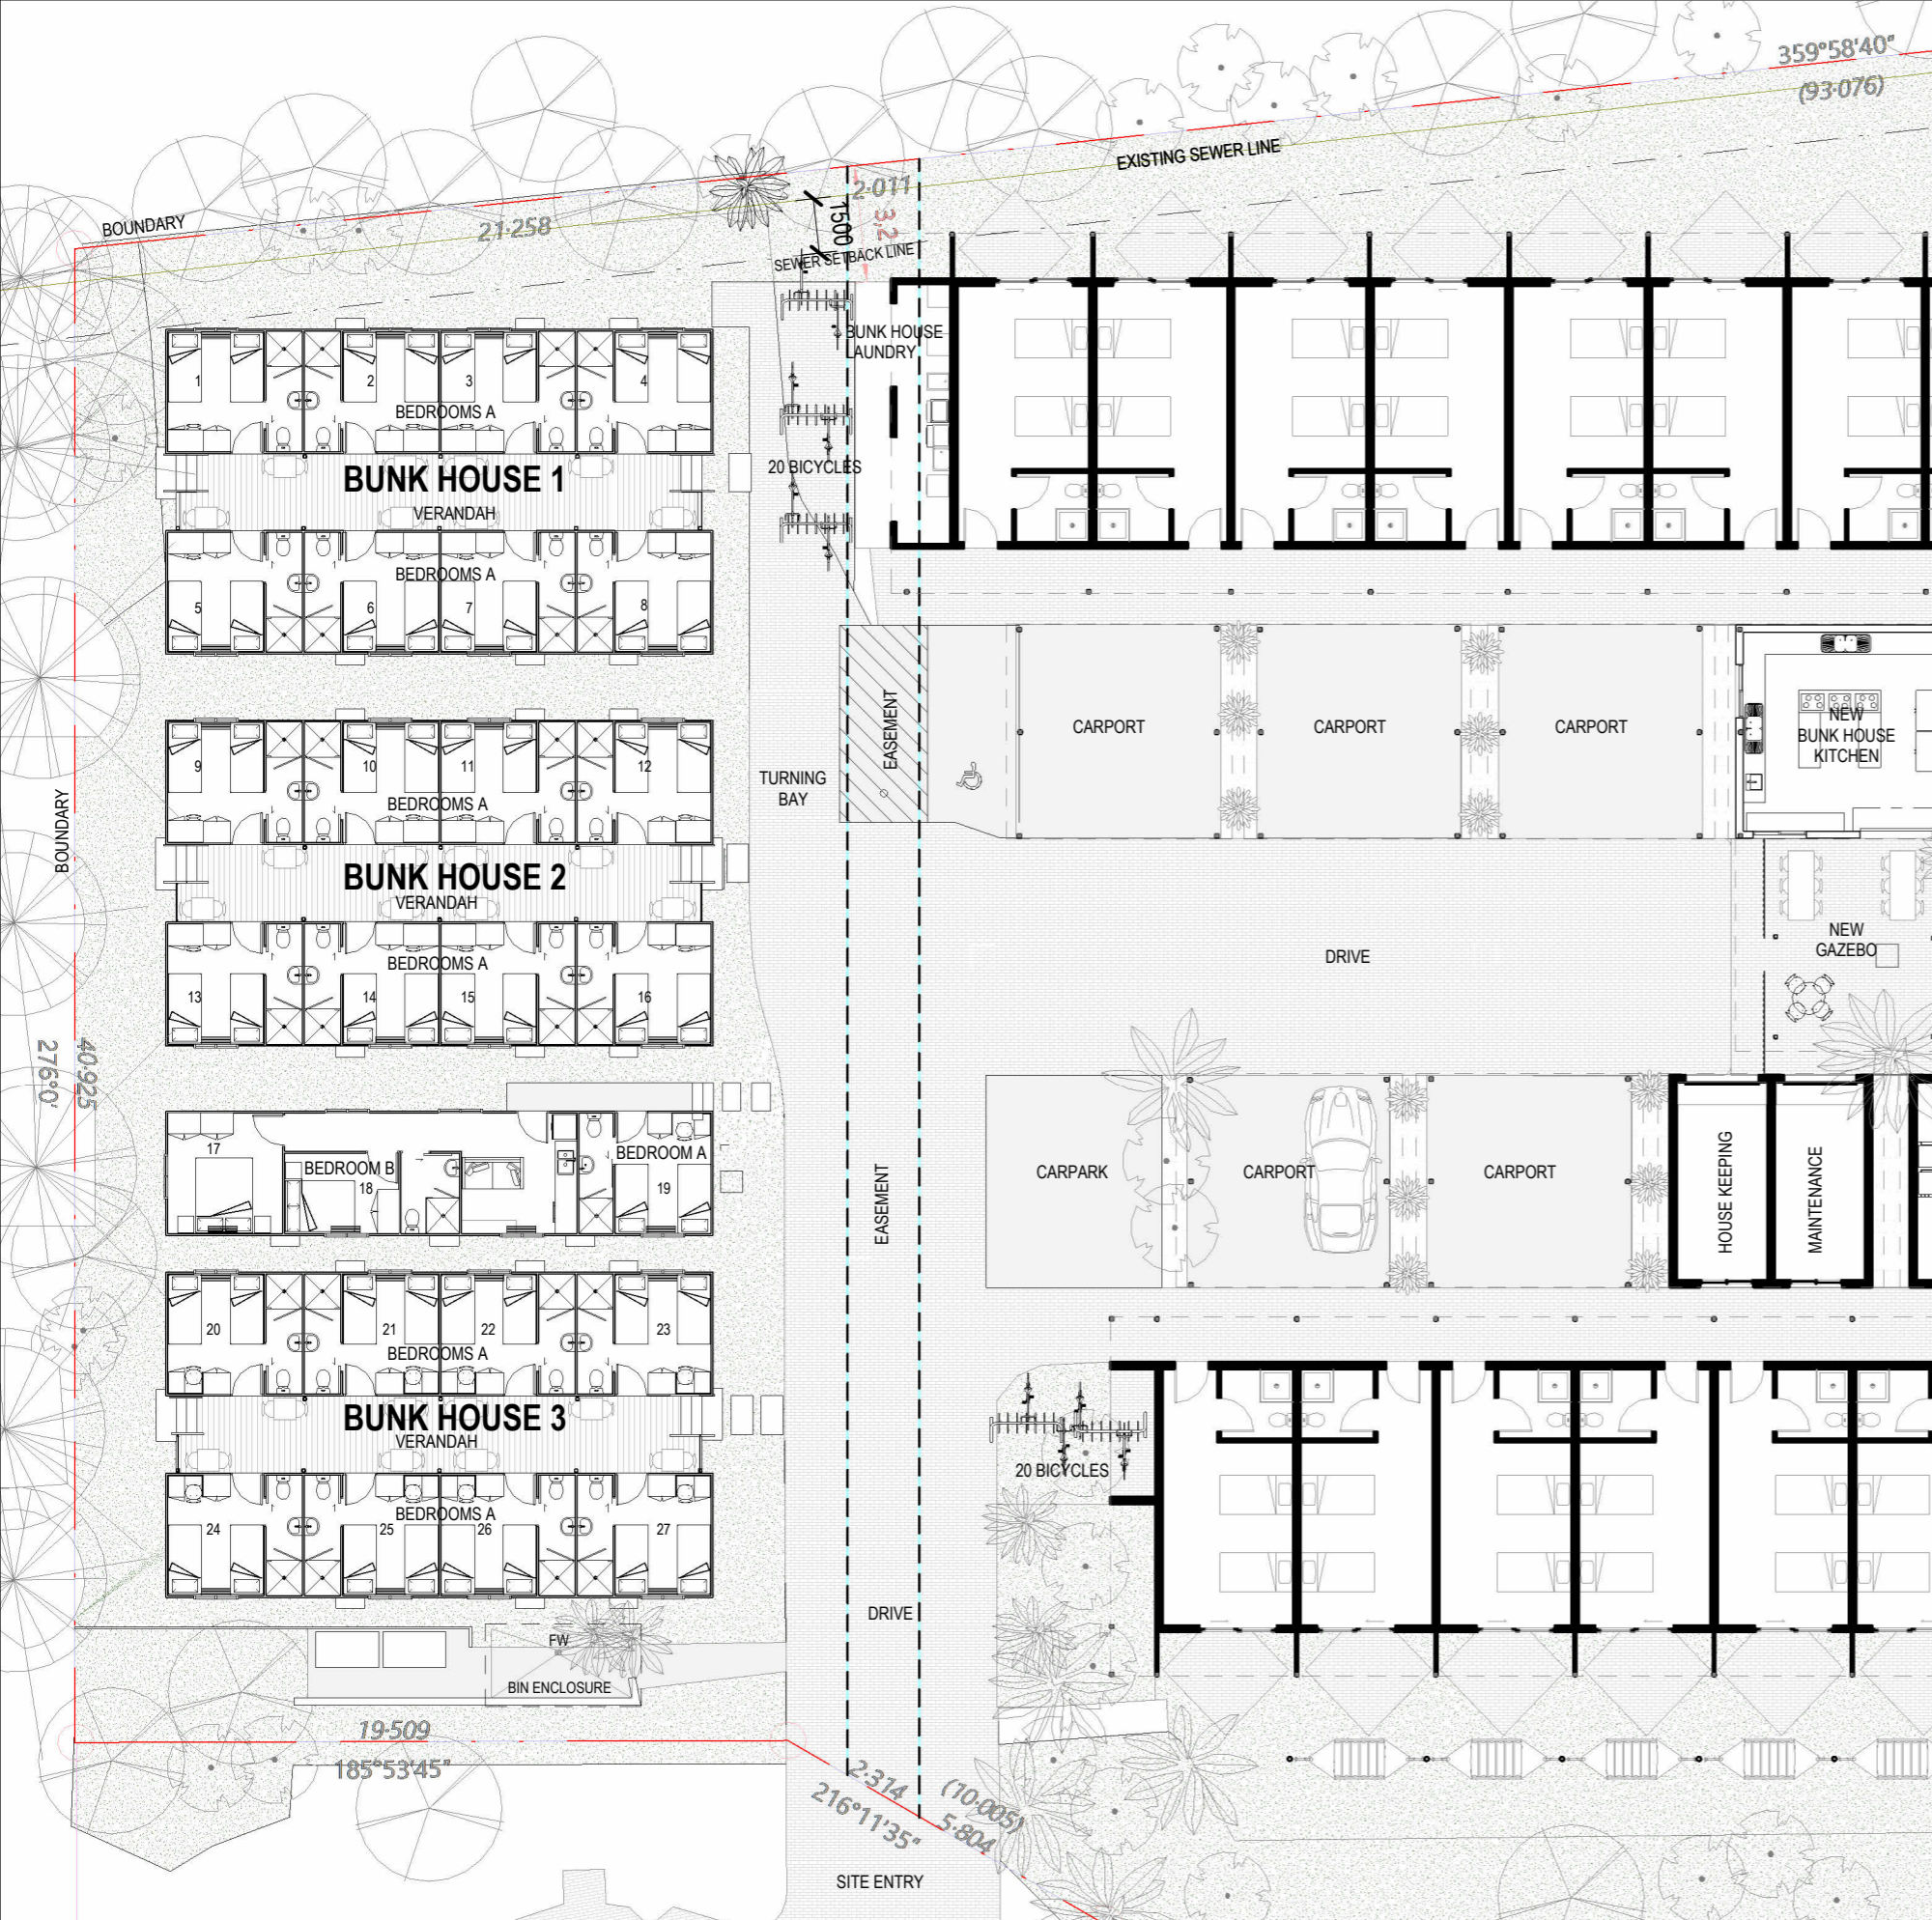 359°58'40"
(93·076)
EXISTING SEWER LINE
BOUNDARY
21·258
2·011
1500
3,2
SEWER SETBACK LINE
BUNK HOUSE
LAUNDRY
1
2
3
4
BEDROOMS A
BUNK HOUSE 1
VERANDAH
20 BICYCLES
BEDROOMS A
5
6
7
8
EASEMENT
CARPORT
CARPORT
CARPORT
NEW
BUNK HOUSE
KITCHEN
TURNING
BAY
9
10
11
12
BEDROOMS A
BOUNDARY
BUNK HOUSE 2
VERANDAH
NEW
GAZEBO
DRIVE
BEDROOMS A
13
14
15
16
40·925
276°0'
17
BEDROOM B
18
BEDROOM A
19
EASEMENT
CARPARK
CARPORT
CARPORT
HOUSE KEEPING
MAINTENANCE
20
21
22
23
BEDROOMS A
BUNK HOUSE 3
VERANDAH
20 BICYCLES
BEDROOMS A
24
25
26
27
DRIVE
FW
BIN ENCLOSURE
19·509
185°53'45"
2·314
(10·005)
216°11'35"
5·804
SITE ENTRY